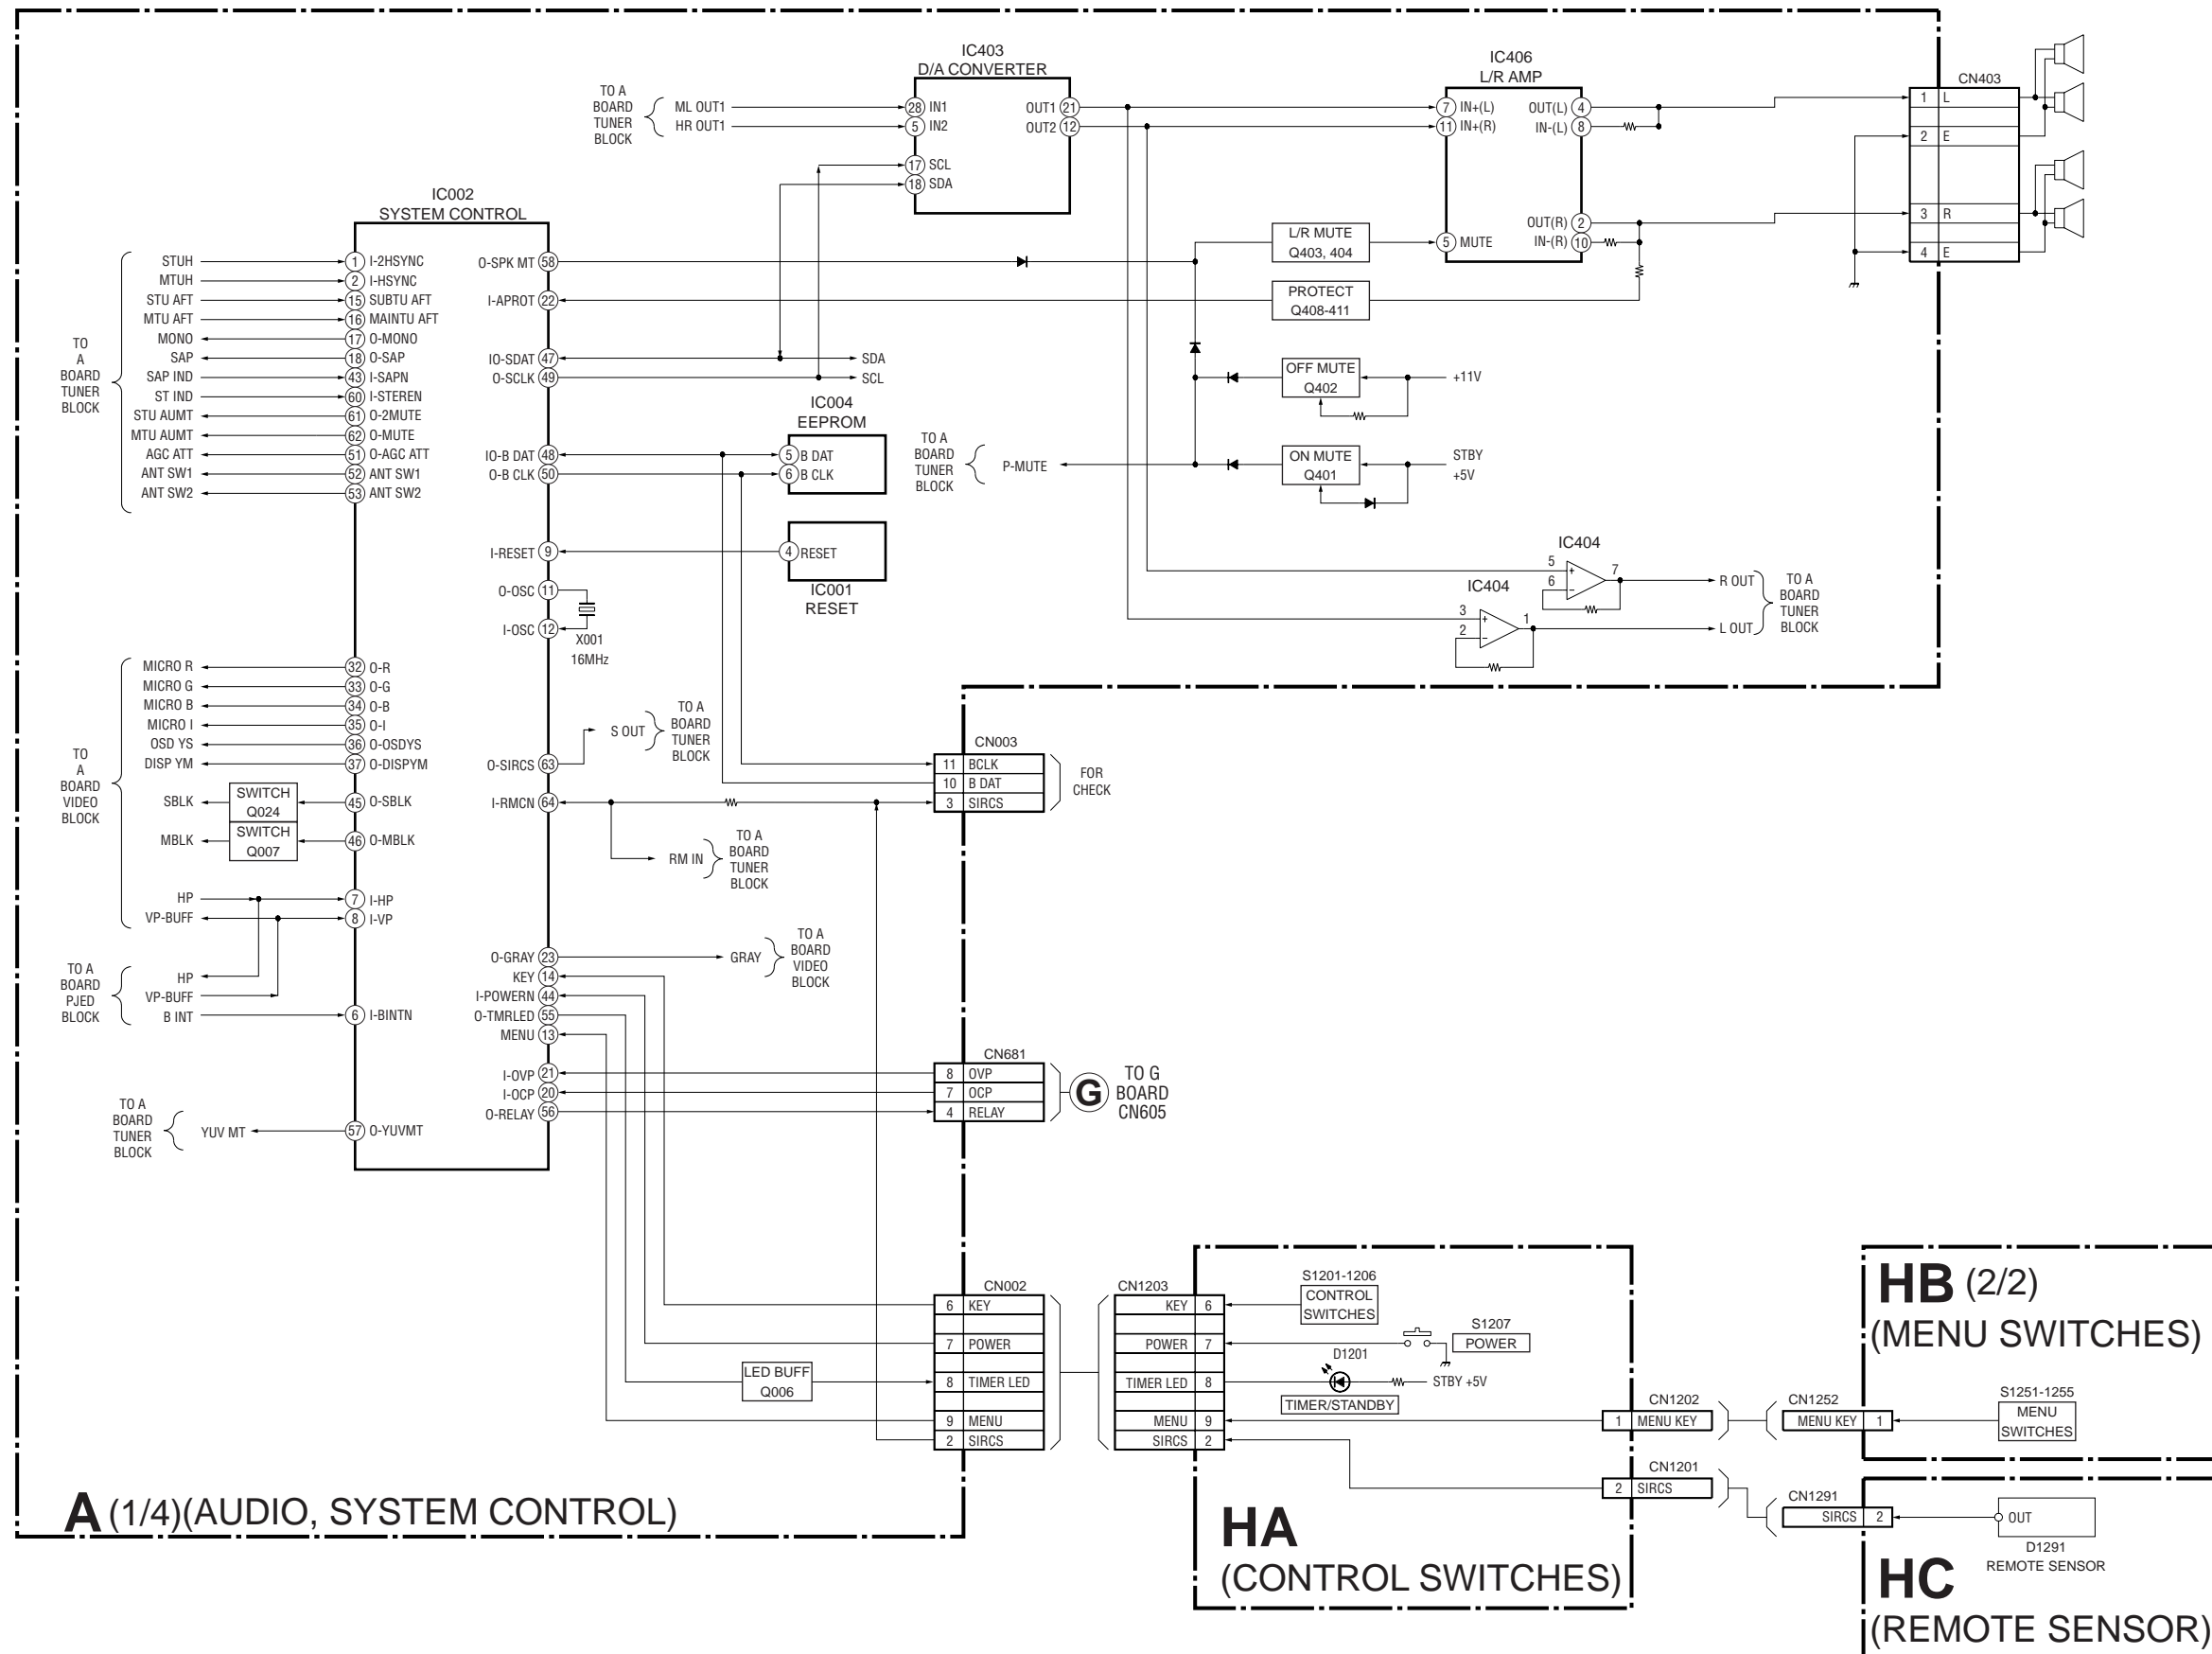 IC403
D/A CONVERTER
TO A
BOARD
TUNER
BLOCK
ML OUT1
HR OUT1
28 IN1
5 IN2
17 SCL
18 SDA
OUT1 21
OUT2 12
IC406
L/R AMP
7 IN+(L)
11 IN+(R)
5 MUTE
OUT(L) 4
IN-(L) 8
OUT(R) 2
IN-(R) 10
CN403
1 L
2 E
3 R
4 E
L/R MUTE
Q403, 404
PROTECT
Q408-411
OFF MUTE
Q402
+11V
ON MUTE
Q401
STBY
+5V
TO A
BOARD
TUNER
BLOCK
P-MUTE
IC002
SYSTEM CONTROL
TO
A
BOARD
TUNER
BLOCK
STUH
MTUH
STU AFT
MTU AFT
MONO
SAP
SAP IND
ST IND
STU AUMT
MTU AUMT
AGC ATT
ANT SW1
ANT SW2
1 I-2HSYNC
2 I-HSYNC
15 SUBTU AFT
16 MAINTU AFT
17 O-MONO
18 O-SAP
43 I-SAPN
60 I-STEREN
61 O-2MUTE
62 O-MUTE
51 O-AGC ATT
52 ANT SW1
53 ANT SW2
O-SPK MT 58
I-APROT 22
IO-SDAT 47
O-SCLK 49
SDA
SCL
IO-B DAT 48
O-B CLK 50
I-RESET 9
O-OSC 11
I-OSC 12
X001
16MHz
IC004
EEPROM
5 B DAT
6 B CLK
4 RESET
IC001
RESET
IC404
5
6
7
IC404
3
2
1
R OUT
L OUT
TO A
BOARD
TUNER
BLOCK
TO
A
BOARD
VIDEO
BLOCK
MICRO R
MICRO G
MICRO B
MICRO I
OSD YS
DISP YM
SBLK
MBLK
HP
VP-BUFF
SWITCH
Q024
SWITCH
Q007
32 O-R
33 O-G
34 O-B
35 O-I
36 O-OSDYS
37 O-DISPYM
45 O-SBLK
46 O-MBLK
7 I-HP
8 I-VP
6 I-BINTN
57 O-YUVMT
TO A
BOARD
PJED
BLOCK
HP
VP-BUFF
B INT
TO A
BOARD
TUNER
BLOCK
YUV MT
O-SIRCS 63
I-RMCN 64
O-GRAY 23
KEY 14
I-POWERN 44
O-TMRLED 55
MENU 13
I-OVP 21
I-OCP 20
O-RELAY 56
S OUT
TO A
BOARD
TUNER
BLOCK
RM IN
TO A
BOARD
TUNER
BLOCK
GRAY
TO A
BOARD
VIDEO
BLOCK
CN003
11 BCLK
10 B DAT
3 SIRCS
FOR
CHECK
CN681
8 OVP
7 OCP
4 RELAY
G
TO G
BOARD
CN605
LED BUFF
Q006
CN002
6 KEY
7 POWER
8 TIMER LED
9 MENU
2 SIRCS
CN1203
KEY 6
POWER 7
TIMER LED 8
MENU 9
SIRCS 2
S1201-1206
CONTROL
SWITCHES
S1207
POWER
D1201
STBY +5V
TIMER/STANDBY
CN1202
1 MENU KEY
CN1252
MENU KEY 1
CN1201
2 SIRCS
CN1291
SIRCS 2
HB (2/2)
(MENU SWITCHES)
S1251-1255
MENU
SWITCHES
OUT
D1291
REMOTE SENSOR
HC
(REMOTE SENSOR)
HA
(CONTROL SWITCHES)
A (1/4)(AUDIO, SYSTEM CONTROL)